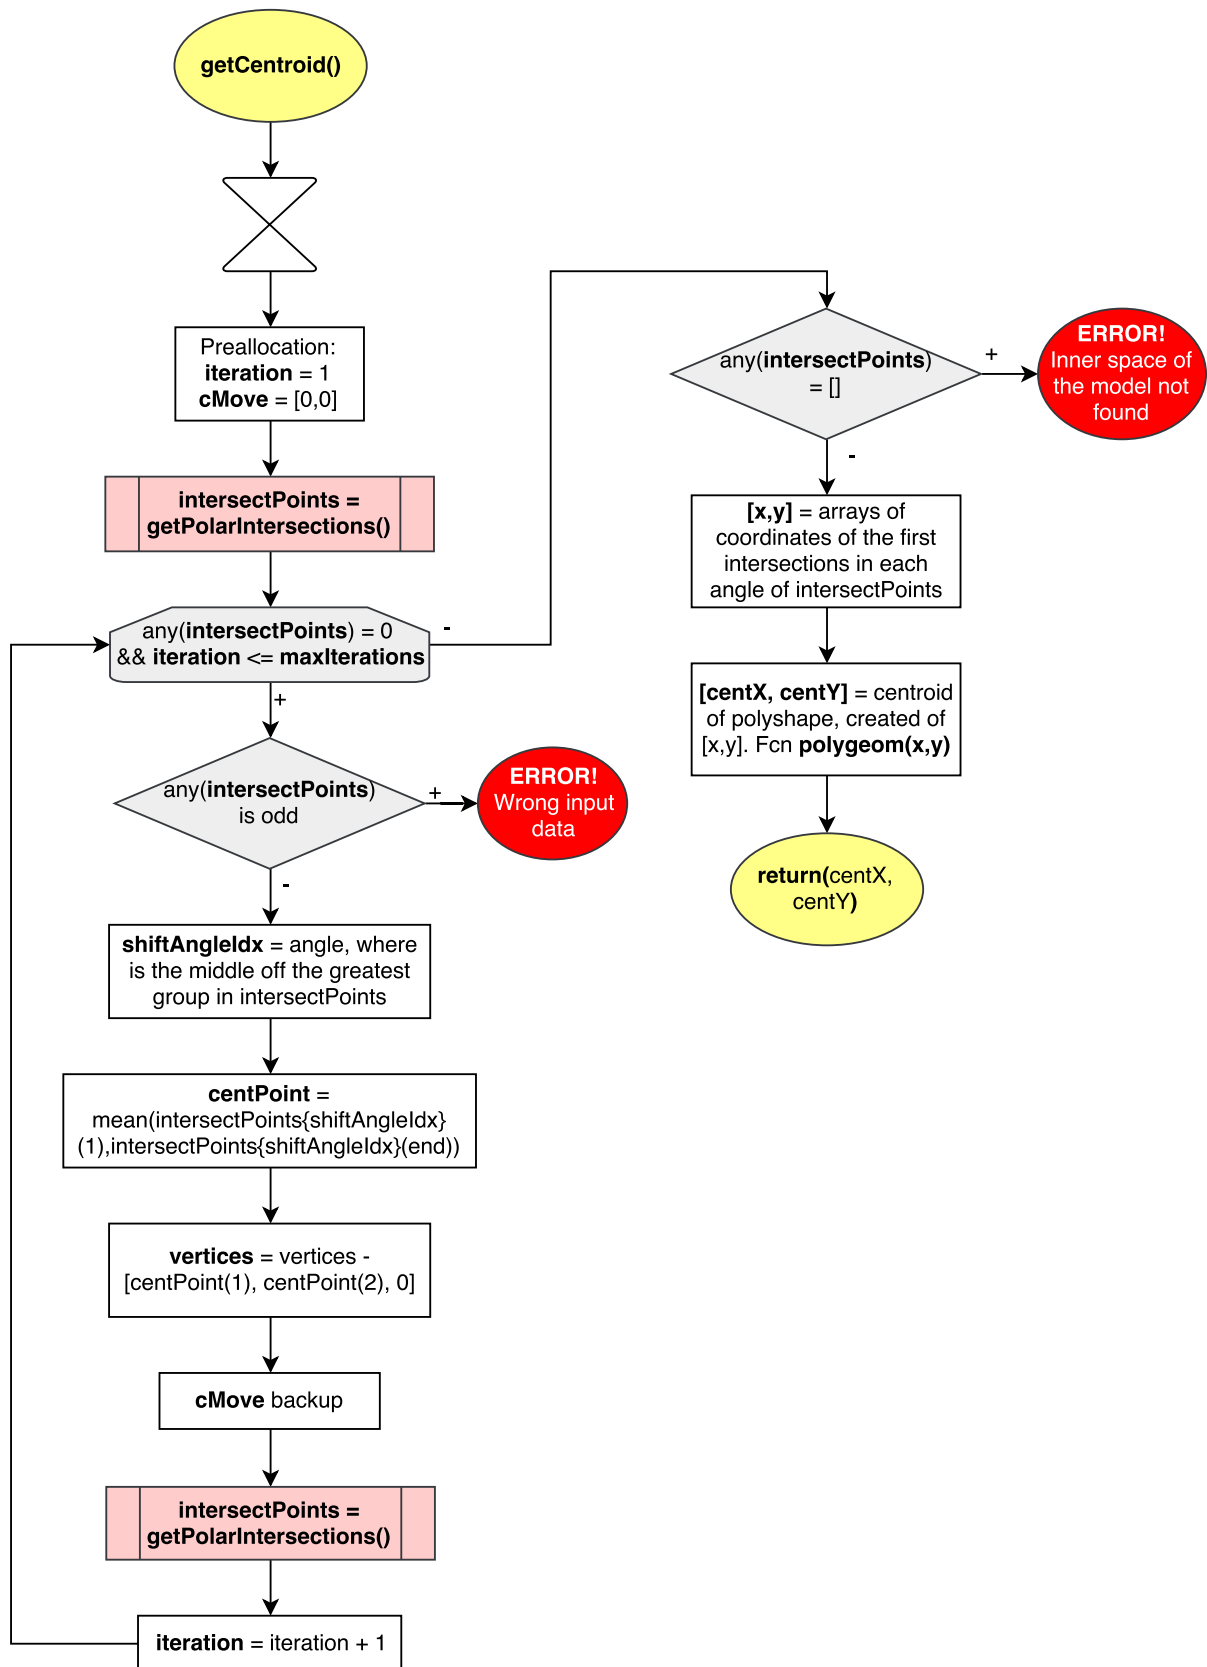 getCentroid()
Preallocation:
iteration = 1
cMove = [0,0]
intersectPoints =
getPolarIntersections()
any(intersectPoints) = 0
&& iteration <= maxIterations
-
+
any(intersectPoints)
is odd
+
ERROR!
Wrong input
data
-
shiftAngleIdx = angle, where
is the middle off the greatest
group in intersectPoints
centPoint =
mean(intersectPoints{shiftAngleIdx}
(1),intersectPoints{shiftAngleIdx}(end))
vertices = vertices -
[centPoint(1), centPoint(2), 0]
cMove backup
intersectPoints =
getPolarIntersections()
iteration = iteration + 1
any(intersectPoints)
= []
+
ERROR!
Inner space of
the model not
found
-
[x,y] = arrays of
coordinates of the first
intersections in each
angle of intersectPoints
[centX, centY] = centroid
of polyshape, created of
[x,y]. Fcn polygeom(x,y)
return(centX,
centY)